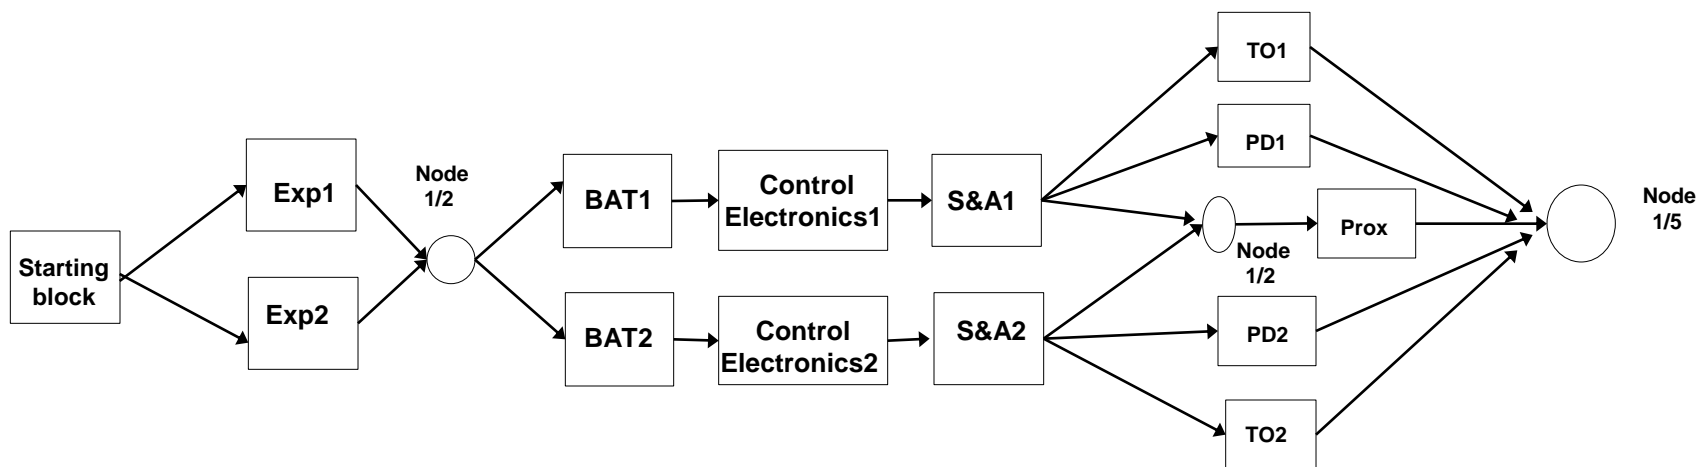 Starting
block
Exp1
Exp2
Node
1/2
BAT1
BAT2
Control
Electronics1
Control
Electronics2
S&A1
S&A2
TO1
PD1
Node
1/2
Prox
PD2
TO2
Node
1/5